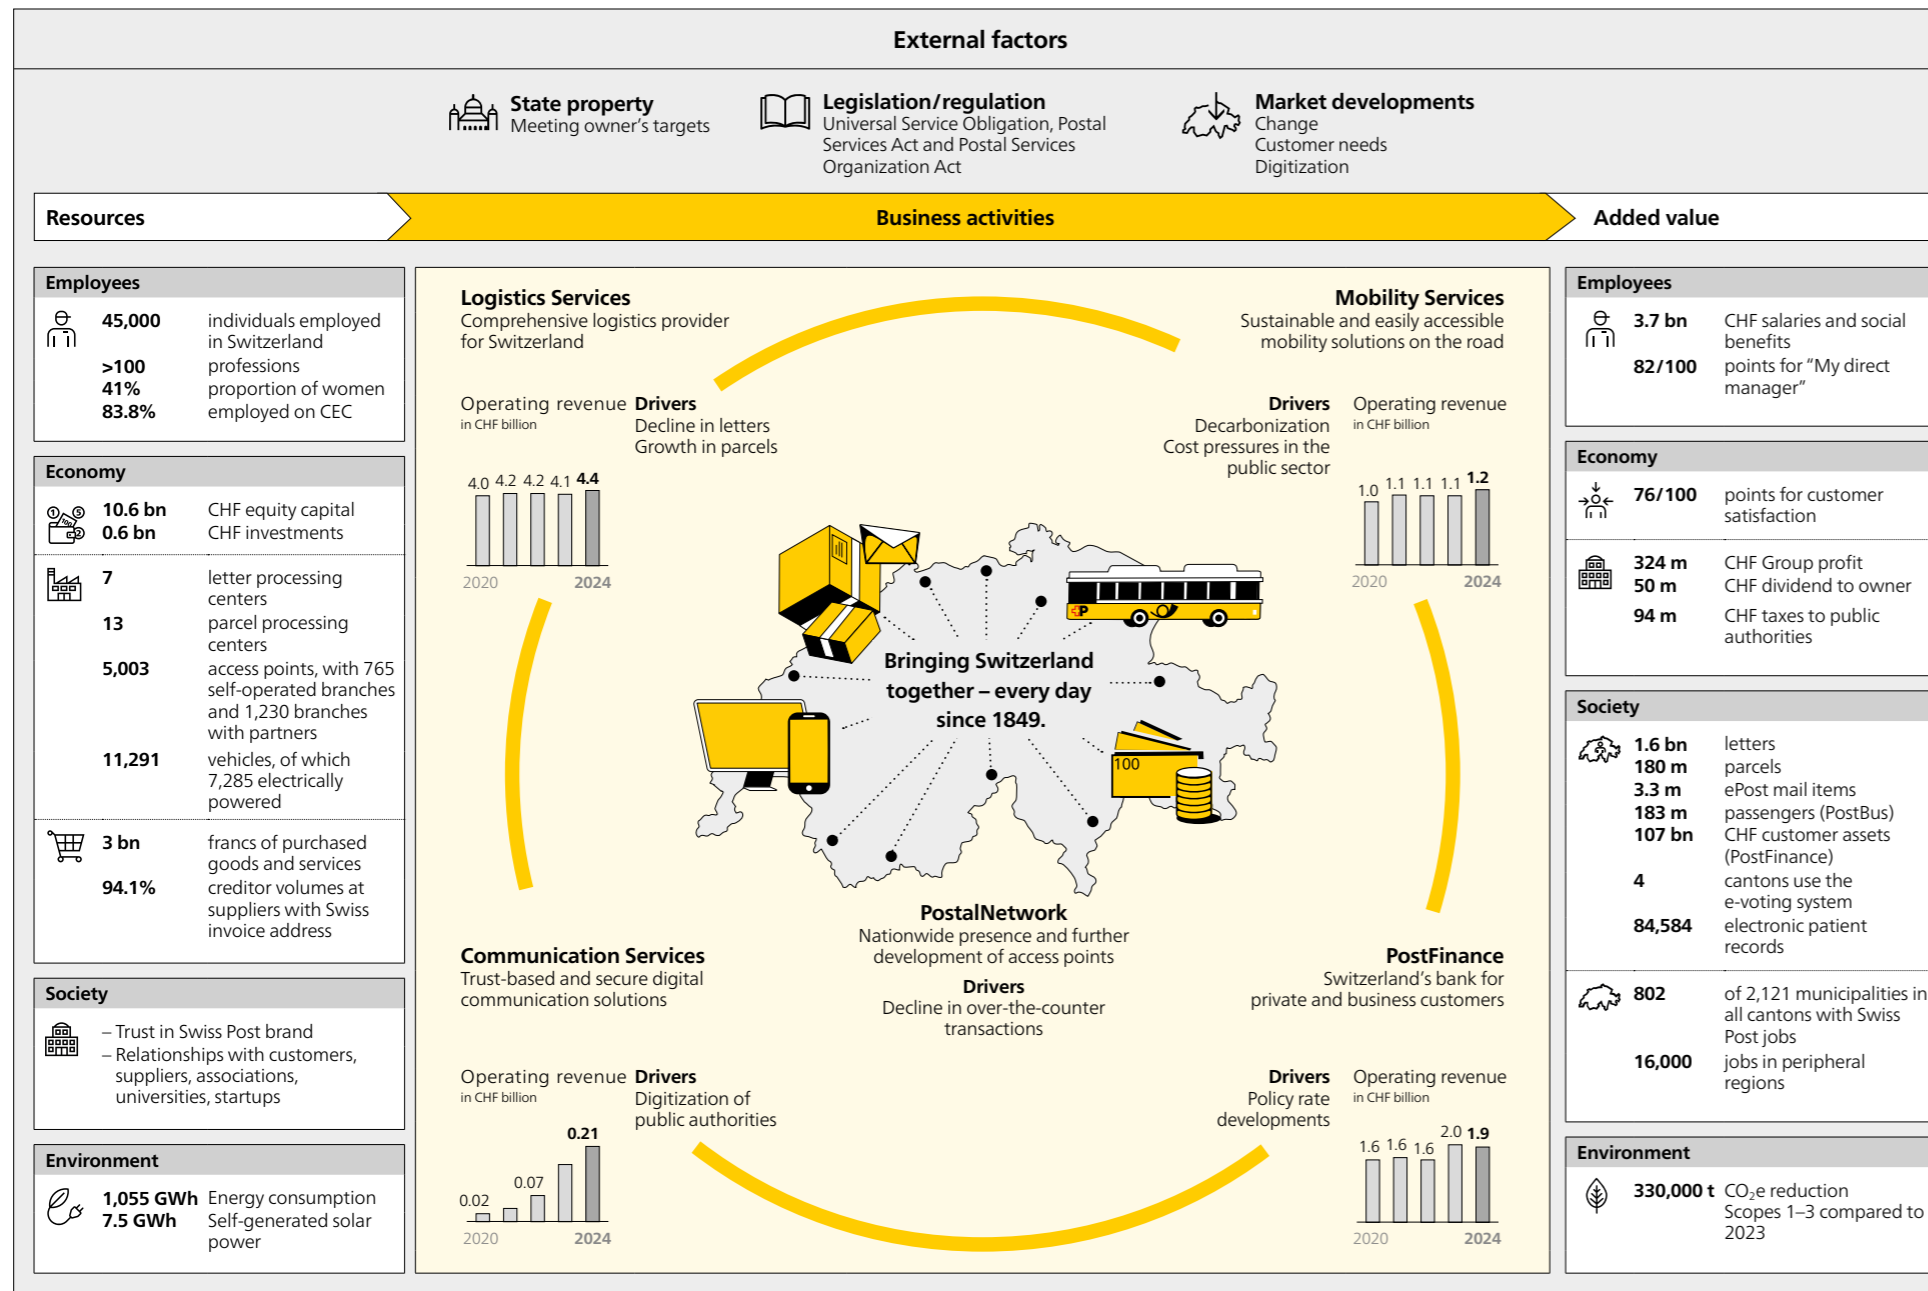 External factors
State property
Meeting owner's targets
Legislation/regulation
Universal Service Obligation, Postal
Services Act and Postal Services
Organization Act
Market developments
Change
Customer needs
Digitization
Resources
Business activities
Added value
Employees
45,000 individuals employed
in Switzerland
>100 professions
41% proportion of women
83.8% employed on CEC
Economy
10.6 bn CHF equity capital
0.6 bn CHF investments
7 letter processing
centers
13 parcel processing
centers
5,003 access points, with 765
self-operated branches
and 1,230 branches
with partners
11,291 vehicles, of which
7,285 electrically
powered
3 bn francs of purchased
goods and services
94.1% creditor volumes at
suppliers with Swiss
invoice address
Society
– Trust in Swiss Post brand
– Relationships with customers,
suppliers, associations,
universities, startups
Environment
1,055 GWh Energy consumption
7.5 GWh Self-generated solar
power
Logistics Services
Comprehensive logistics provider
for Switzerland
Operating revenue
in CHF billion
Drivers
Decline in letters
Growth in parcels
4.0 4.2 4.2 4.1 4.4
2020 2024
Mobility Services
Sustainable and easily accessible
mobility solutions on the road
Drivers
Decarbonization
Cost pressures in the
public sector
Operating revenue
in CHF billion
1.0 1.1 1.1 1.1 1.2
2020 2024
P
Bringing Switzerland
together – every day
since 1849.
100
PostalNetwork
Nationwide presence and further
development of access points
Drivers
Decline in over-the-counter
transactions
Communication Services
Trust-based and secure digital
communication solutions
Operating revenue
in CHF billion
Drivers
Digitization of
public authorities
0.02 0.07 0.21
2020 2024
PostFinance
Switzerland's bank for
private and business customers
Drivers
Policy rate
developments
Operating revenue
in CHF billion
1.6 1.6 1.6 2.0 1.9
2020 2024
Employees
3.7 bn CHF salaries and social
benefits
82/100 points for "My direct
manager"
Economy
76/100 points for customer
satisfaction
324 m CHF Group profit
50 m CHF dividend to owner
94 m CHF taxes to public
authorities
Society
1.6 bn letters
180 m parcels
3.3 m ePost mail items
183 m passengers (PostBus)
107 bn CHF customer assets
(PostFinance)
4 cantons use the
e-voting system
84,584 electronic patient
records
802 of 2,121 municipalities in
all cantons with Swiss
Post jobs
16,000 jobs in peripheral
regions
Environment
330,000 t CO₂e reduction
Scopes 1–3 compared to
2023